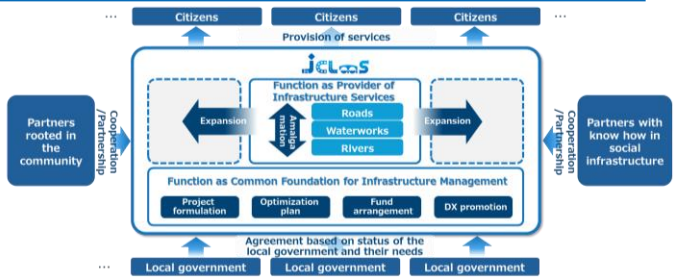 ... Citizens Citizens Citizens ...
Provision of services
JCLaaS
Function as Provider of
Infrastructure Services
Partners
rooted in
the
community
Cooperation
/Partnership
Expansion
Amalga
mation
Roads
Waterworks
Rivers
Expansion
Cooperation
/Partnership
Partners with
know how in
social
infrastructure
Function as Common Foundation for Infrastructure Management
Project
formulation
Optimization
plan
Fund
arrangement
DX promotion
Agreement based on status of the
local government and their needs
... Local government Local government Local government ...